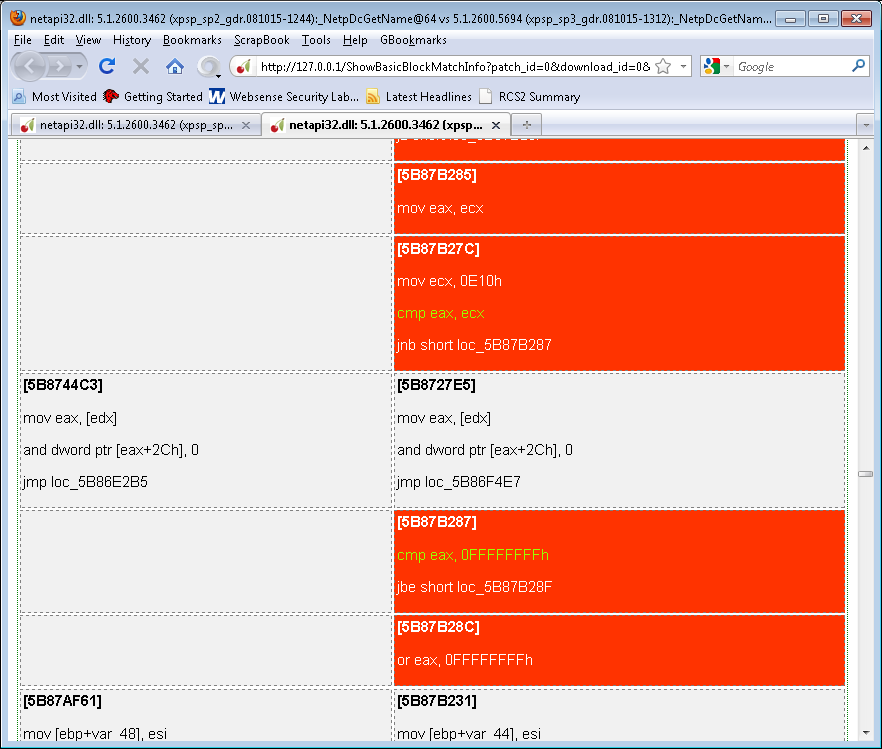 netapi32.dll: 5.1.2600.3462 (xpsp_sp2_gdr.081015-1244):_NetpDcGetName@64 vs 5.1.2600.5694 (xpsp_sp3_gdr.081015-1312):_NetpDcGetNam...
File Edit View History Bookmarks ScrapBook Tools Help GBookmarks
http://127.0.0.1/ShowBasicBlockMatchInfo?patch_id=0&download_id=0& Google
Most Visited Getting Started Websense Security Lab... Latest Headlines RCS2 Summary
netapi32.dll: 5.1.2600.3462 (xpsp_sp... netapi32.dll: 5.1.2600.3462 (xpsp...
[5B87B285]
mov eax, ecx
[5B87B27C]
mov ecx, 0E10h
cmp eax, ecx
jnb short loc_5B87B287
[5B8744C3] [5B8727E5]
mov eax, [edx] mov eax, [edx]
and dword ptr [eax+2Ch], 0 and dword ptr [eax+2Ch], 0
jmp loc_5B86E2B5 jmp loc_5B86F4E7
[5B87B287]
cmp eax, 0FFFFFFFFh
jbe short loc_5B87B28F
[5B87B28C]
or eax, 0FFFFFFFFh
[5B87AF61] [5B87B231]
mov [ebp+var_48], esi mov [ebp+var_44], esi